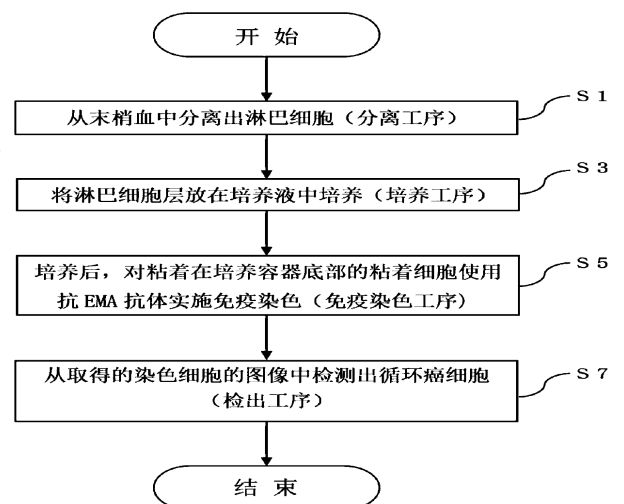 开 始
S1
从末梢血中分离出淋巴细胞（分离工序）
S3
将淋巴细胞层放在培养液中培养（培养工序）
S5
培养后，对粘着在培养容器底部的粘着细胞使用
抗 EMA 抗体实施免疫染色（免疫染色工序）
S7
从取得的染色细胞的图像中检测出循环癌细胞
（检出工序）
结 束